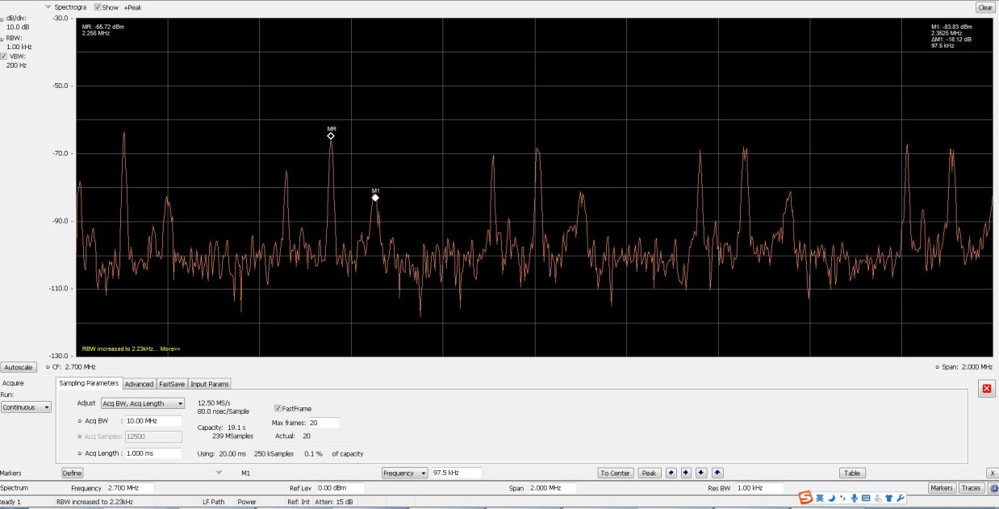 Spectrogra Show +Peak Clear
dB/div: -30.0
10.0 dB
RBW:
1.00 kHz
VBW:
200 Hz
MR: -65.72 dBm
2.255 MHz
M1: -83.83 dBm
2.3525 MHz
ΔM1: -18.12 dB
97.5 kHz
-50.0
MR
-70.0
M1
-90.0
-110.0
RBW increased to 2.23kHz... More>>
-130.0
Autoscale CF: 2.700 MHz Span: 2.000 MHz
Acquire
Run:
Continuous
Sampling Parameters Advanced FastSave Input Params
Adjust Acq BW, Acq Length 12.50 MS/s
80.0 nsec/Sample FastFrame
Acq BW : 10.00 MHz Max frames: 20
Capacity: 19.1 s
Acq Samples: 12500 239 MSamples Actual: 20
Acq Length : 1.000 ms Using: 20.00 ms 250 kSamples 0.1 % of capacity
Markers Define M1 Frequency 97.5 kHz To Center Peak Table X
Spectrum Frequency 2.700 MHz Ref Lev 0.00 dBm Span 2.000 MHz Res BW 1.00 kHz Markers Traces
eady 1 RBW increased to 2.23kHz LF Path Power Ref: Int Atten: 15 dB
S 英